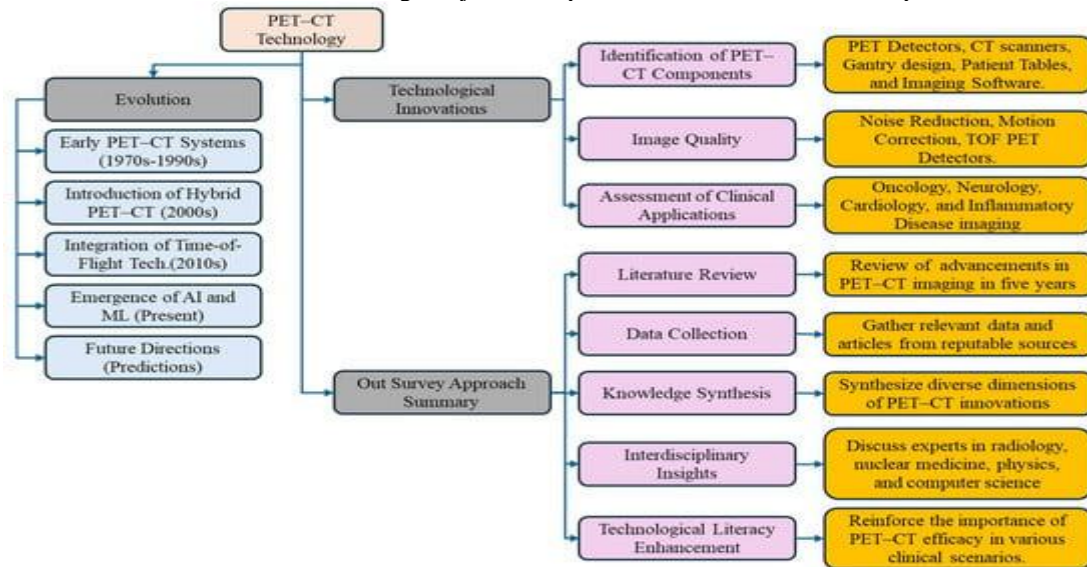 PET–CT
Technology
Evolution
Early PET–CT Systems
(1970s-1990s)
Introduction of Hybrid
PET–CT (2000s)
Integration of Time-of-
Flight Tech.(2010s)
Emergence of AI and
ML (Present)
Future Directions
(Predictions)
Technological
Innovations
Identification of PET–
CT Components
PET Detectors, CT scanners,
Gantry design, Patient Tables,
and Imaging Software.
Image Quality
Noise Reduction, Motion
Correction, TOF PET
Detectors.
Assessment of Clinical
Applications
Oncology, Neurology,
Cardiology, and Inflammatory
Disease imaging
Out Survey Approach
Summary
Literature Review
Review of advancements in
PET–CT imaging in five years
Data Collection
Gather relevant data and
articles from reputable sources
Knowledge Synthesis
Synthesize diverse dimensions
of PET–CT innovations
Interdisciplinary
Insights
Discuss experts in radiology,
nuclear medicine, physics,
and computer science
Technological Literacy
Enhancement
Reinforce the importance of
PET–CT efficacy in various
clinical scenarios.